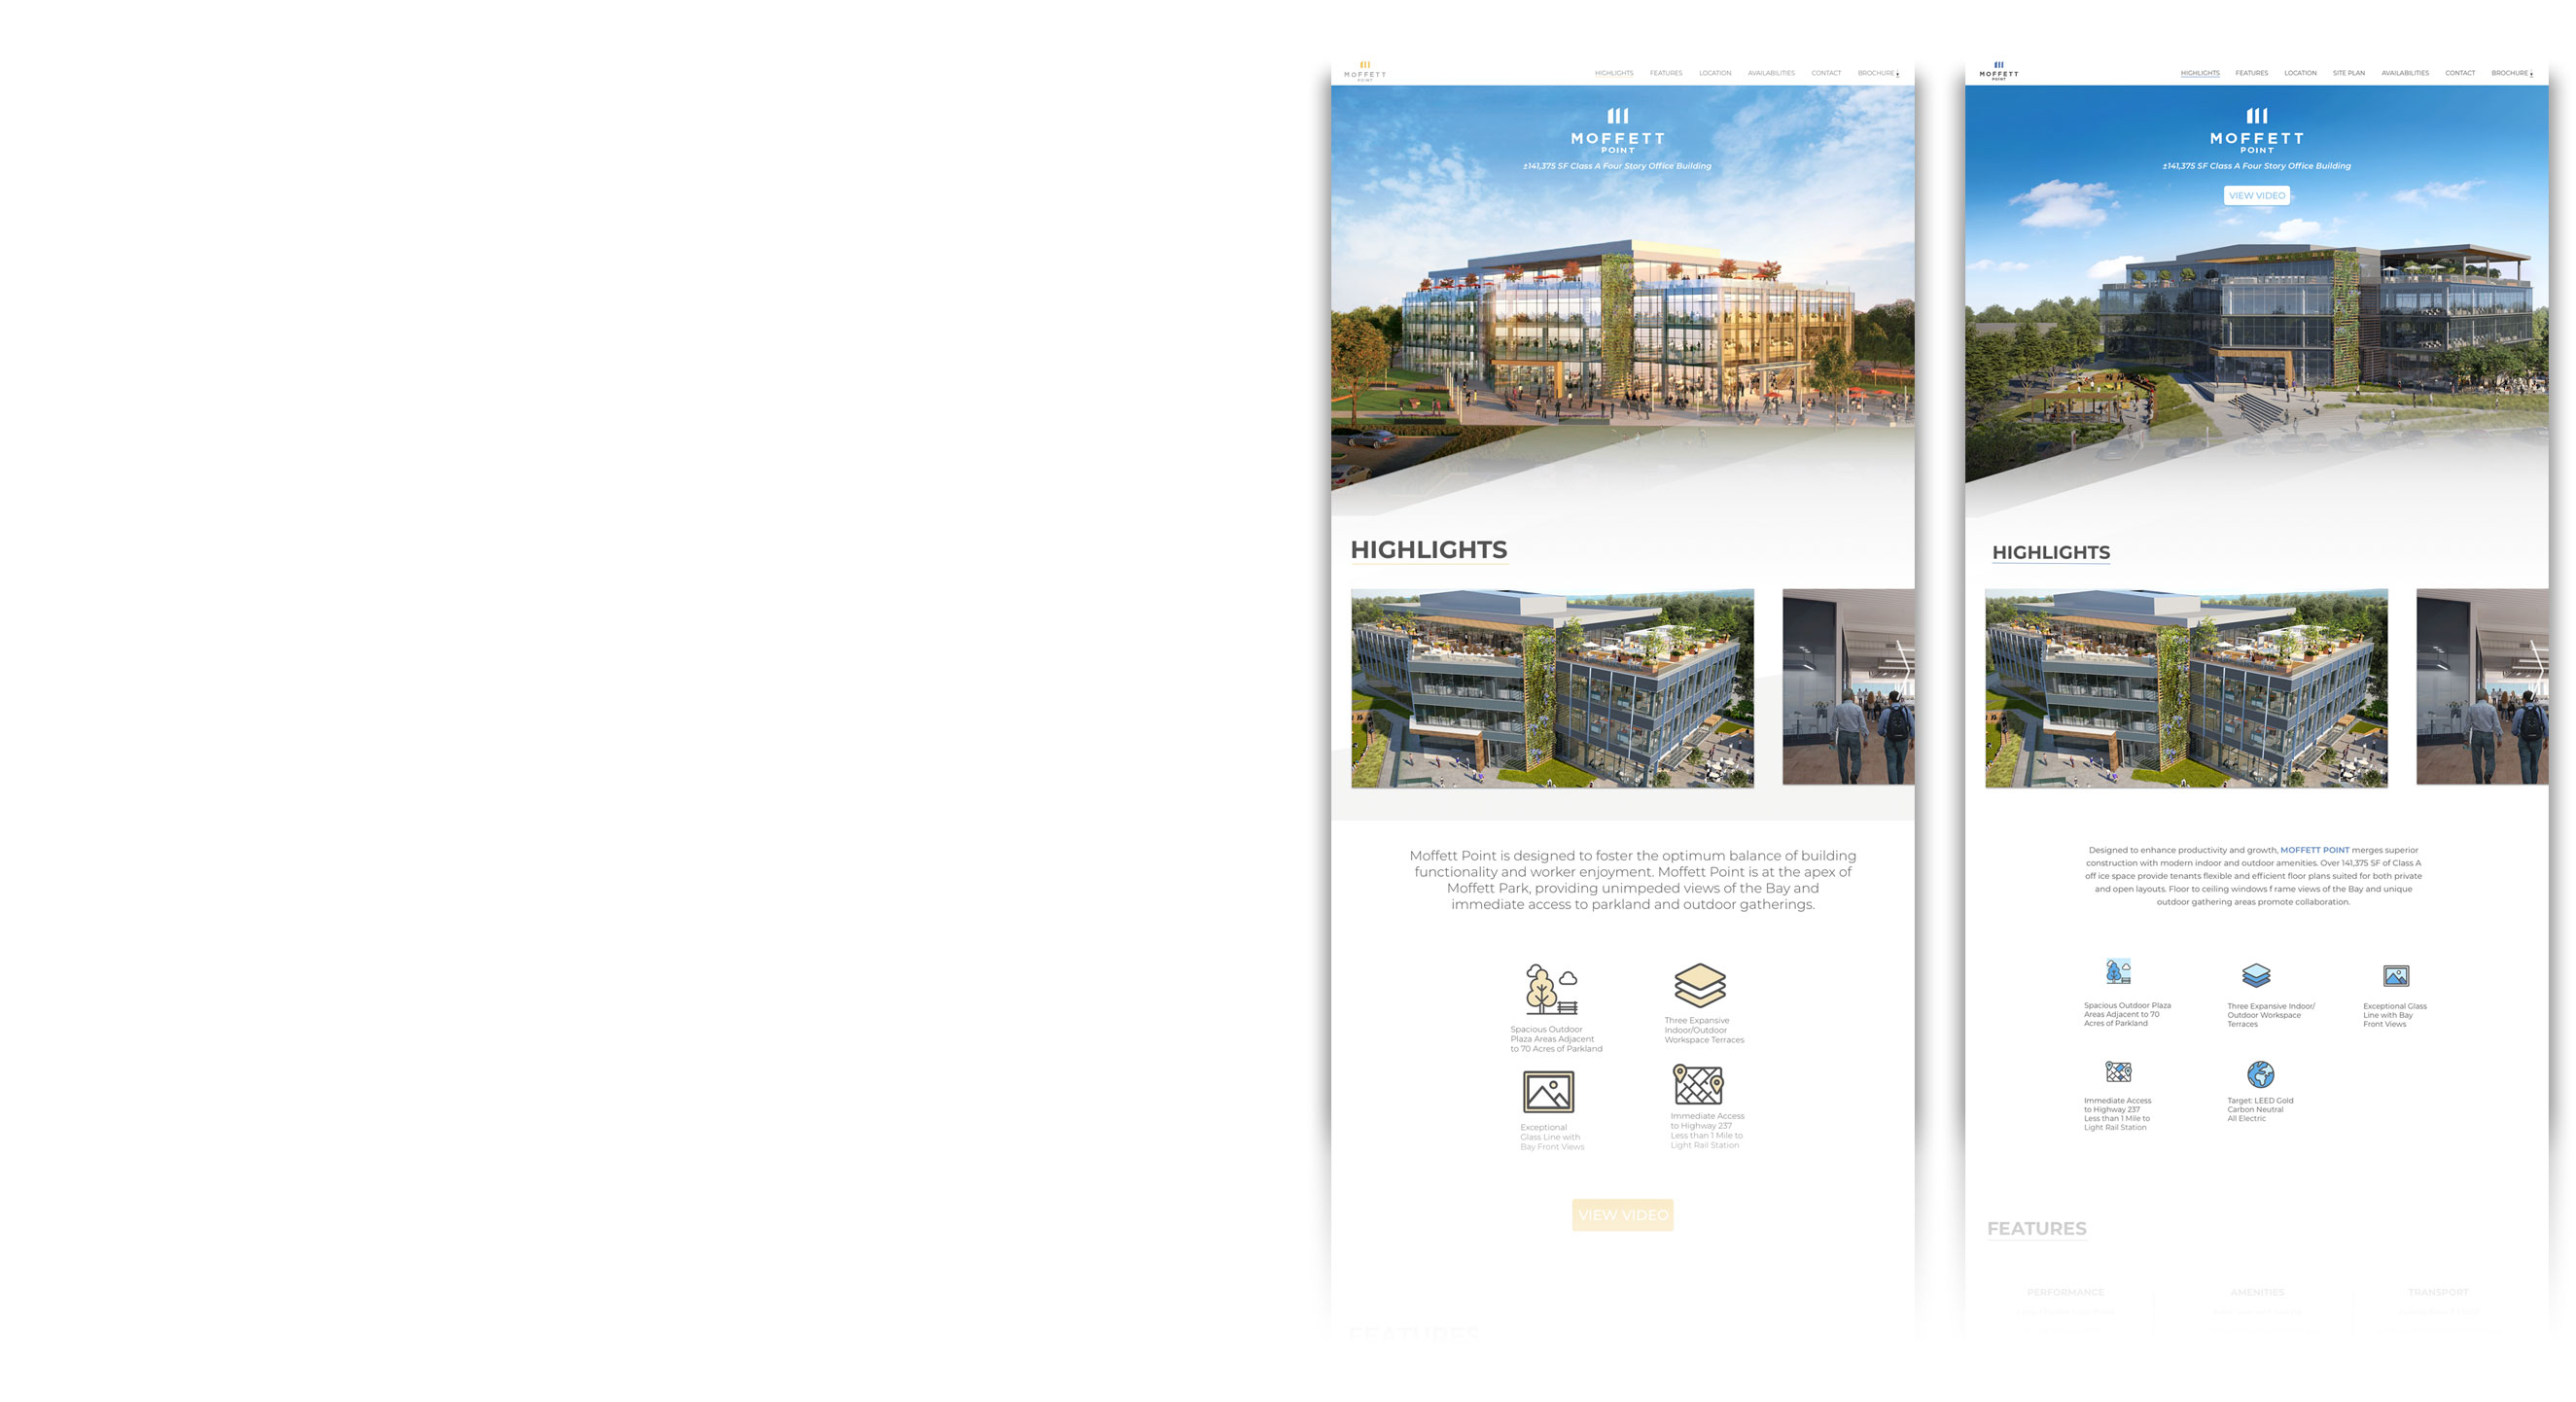 MOFFETT
POINT
HIGHLIGHTS FEATURES LOCATION AVAILABILITIES CONTACT BROCHURE
MOFFETT
POINT
±141,375 SF Class A Four Story Office Building
HIGHLIGHTS
Moffett Point is designed to foster the optimum balance of building
functionality and worker enjoyment. Moffett Point is at the apex of
Moffett Park, providing unimpeded views of the Bay and
immediate access to parkland and outdoor gatherings.
Spacious Outdoor
Plaza Areas Adjacent
to 70 Acres of Parkland
Three Expansive
Indoor/Outdoor
Workspace Terraces
Exceptional
Glass Line with
Bay Front Views
Immediate Access
to Highway 237
Less than 1 Mile to
Light Rail Station
VIEW VIDEO
FEATURES
MOFFETT
POINT
HIGHLIGHTS FEATURES LOCATION SITE PLAN AVAILABILITIES CONTACT BROCHURE
MOFFETT
POINT
±141,375 SF Class A Four Story Office Building
VIEW VIDEO
HIGHLIGHTS
Designed to enhance productivity and growth, MOFFETT POINT merges superior
construction with modern indoor and outdoor amenities. Over 141,375 SF of Class A
off ice space provide tenants flexible and efficient floor plans suited for both private
and open layouts. Floor to ceiling windows f rame views of the Bay and unique
outdoor gathering areas promote collaboration.
Spacious Outdoor Plaza
Areas Adjacent to 70
Acres of Parkland
Three Expansive Indoor/
Outdoor Workspace
Terraces
Exceptional Glass
Line with Bay
Front Views
Immediate Access
to Highway 237
Less than 1 Mile to
Light Rail Station
Target: LEED Gold
Carbon Neutral
All Electric
FEATURES
PERFORMANCE AMENITIES TRANSPORT